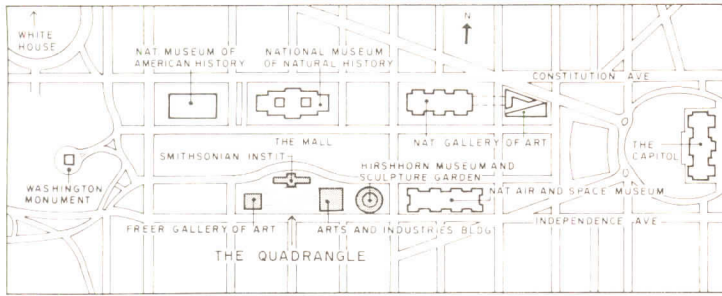 WHITE
HOUSE
N
NAT MUSEUM OF
AMERICAN HISTORY
NATIONAL MUSEUM
OF NATURAL HISTORY
CONSTITUTION AVE
THE MALL
NAT GALLERY OF ART
THE
CAPITOL
SMITHSONIAN INSTIT
HIRSHHORN MUSEUM AND
SCULPTURE GARDEN
WASHINGTON
MONUMENT
NAT AIR AND SPACE MUSEUM
FREER GALLERY OF ART
ARTS AND INDUSTRIES BLDG
INDEPENDENCE AVE
THE QUADRANGLE